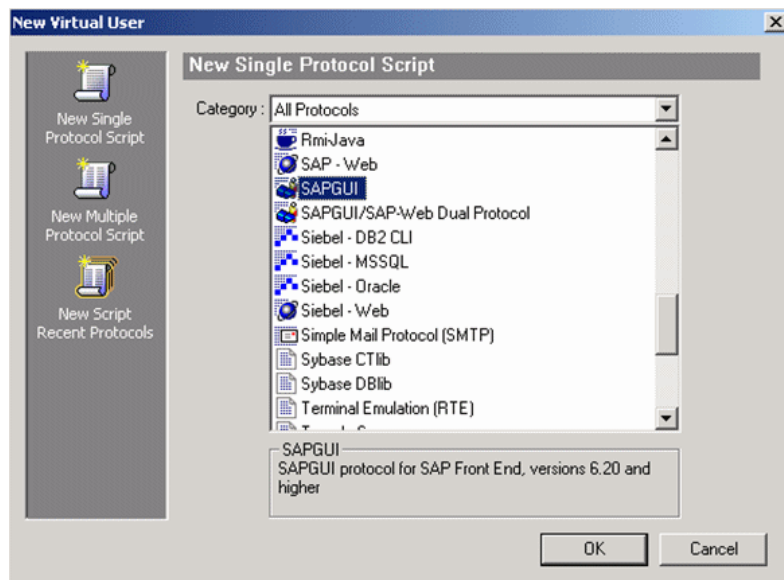 New Virtual User
New Single Protocol Script
New Single
Protocol Script
New Multiple
Protocol Script
New Script
Recent Protocols
Category :
All Protocols
Rmi-Java
SAP - Web
SAPGUI
SAPGUI/SAP-Web Dual Protocol
Siebel - DB2 CLI
Siebel - MSSQL
Siebel - Oracle
Siebel - Web
Simple Mail Protocol (SMTP)
Sybase CTlib
Sybase DBlib
Terminal Emulation (RTE)
SAPGUI
SAPGUI protocol for SAP Front End, versions 6.20 and
higher
OK
Cancel